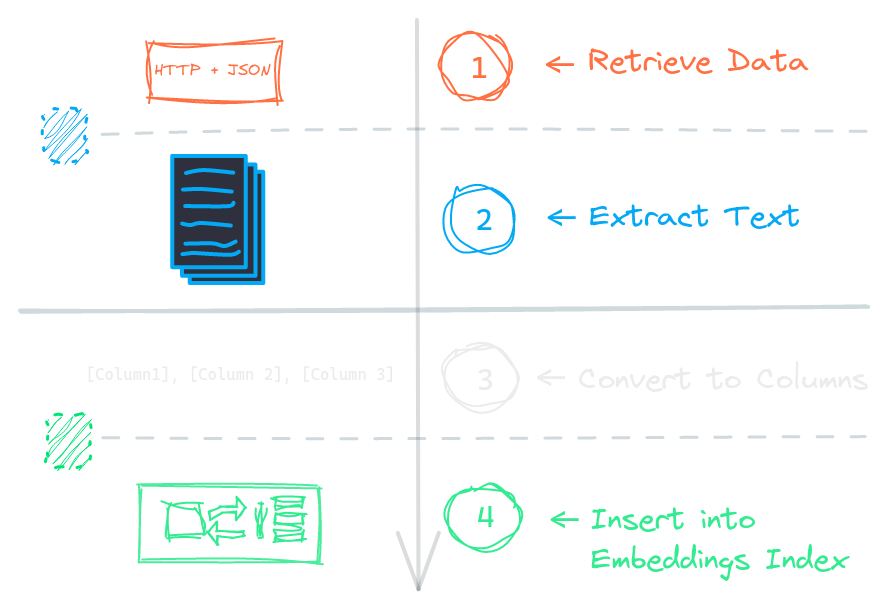 HTTP + JSON
1
← Retrieve Data
2
← Extract Text
[Column1], [Column 2], [Column 3]
3
← Convert to Columns
4
← Insert into
Embeddings Index